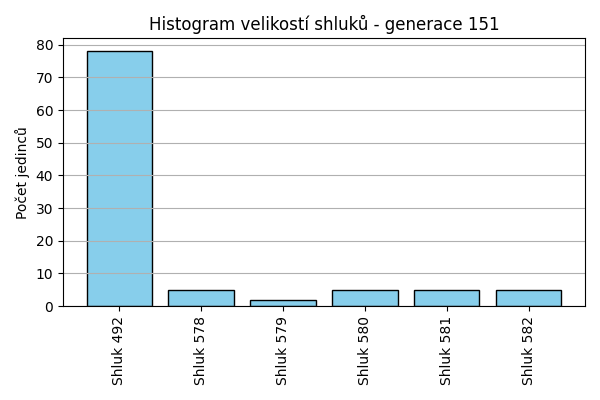 Histogram velikostí shluků - generace 151
Počet jedinců
80
70
60
50
40
30
20
10
0
Shluk 492
Shluk 578
Shluk 579
Shluk 580
Shluk 581
Shluk 582